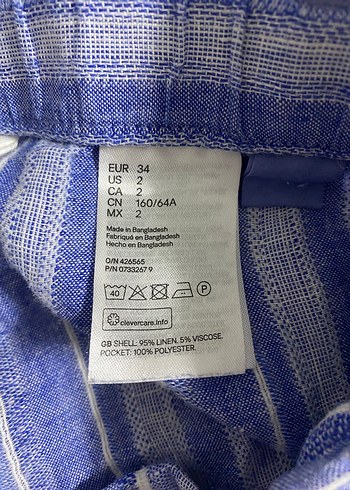 EUR 34
US 2
CA 2
CN 160/64A
MX 2
Made in Bangladesh
Fabriqué en Bangladesh
Hecho en Bangladesh
O/N 426565
P/N 0733267 9
40 P
clevercare.info
GB SHELL: 95% LINEN. 5% VISCOSE.
POCKET: 100% POLYESTER.